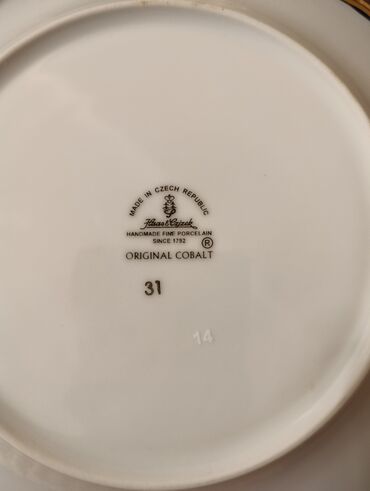 MADE IN CZECH REPUBLIC
Haas & Czjzek
HANDMADE FINE PORCELAIN
SINCE 1792 ®
ORIGINAL COBALT
31
14